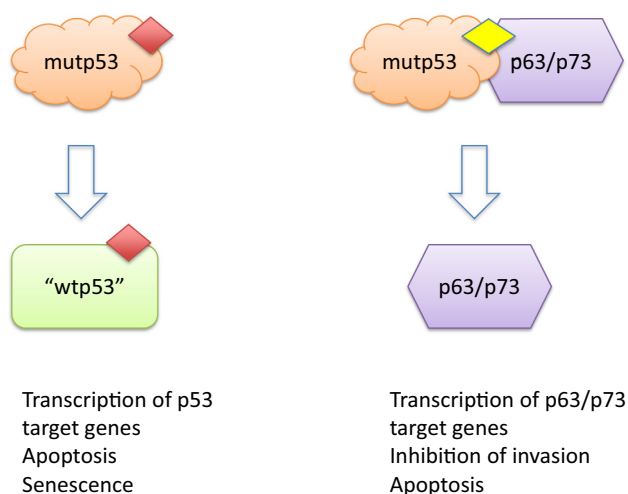 mutp53
mutp53
p63/p73
“wtp53”
p63/p73
Transcription of p53
target genes
Apoptosis
Senescence
Transcription of p63/p73
target genes
Inhibition of invasion
Apoptosis